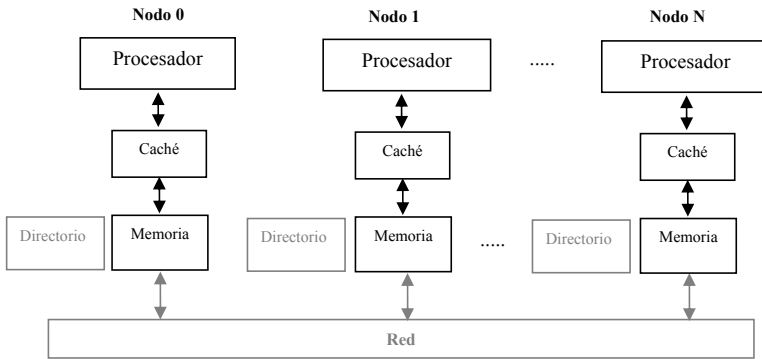 Nodo 0 Nodo 1 Nodo N
Procesador Procesador ..... Procesador
Caché Caché Caché
Directorio Memoria Directorio Memoria ..... Directorio Memoria
Red